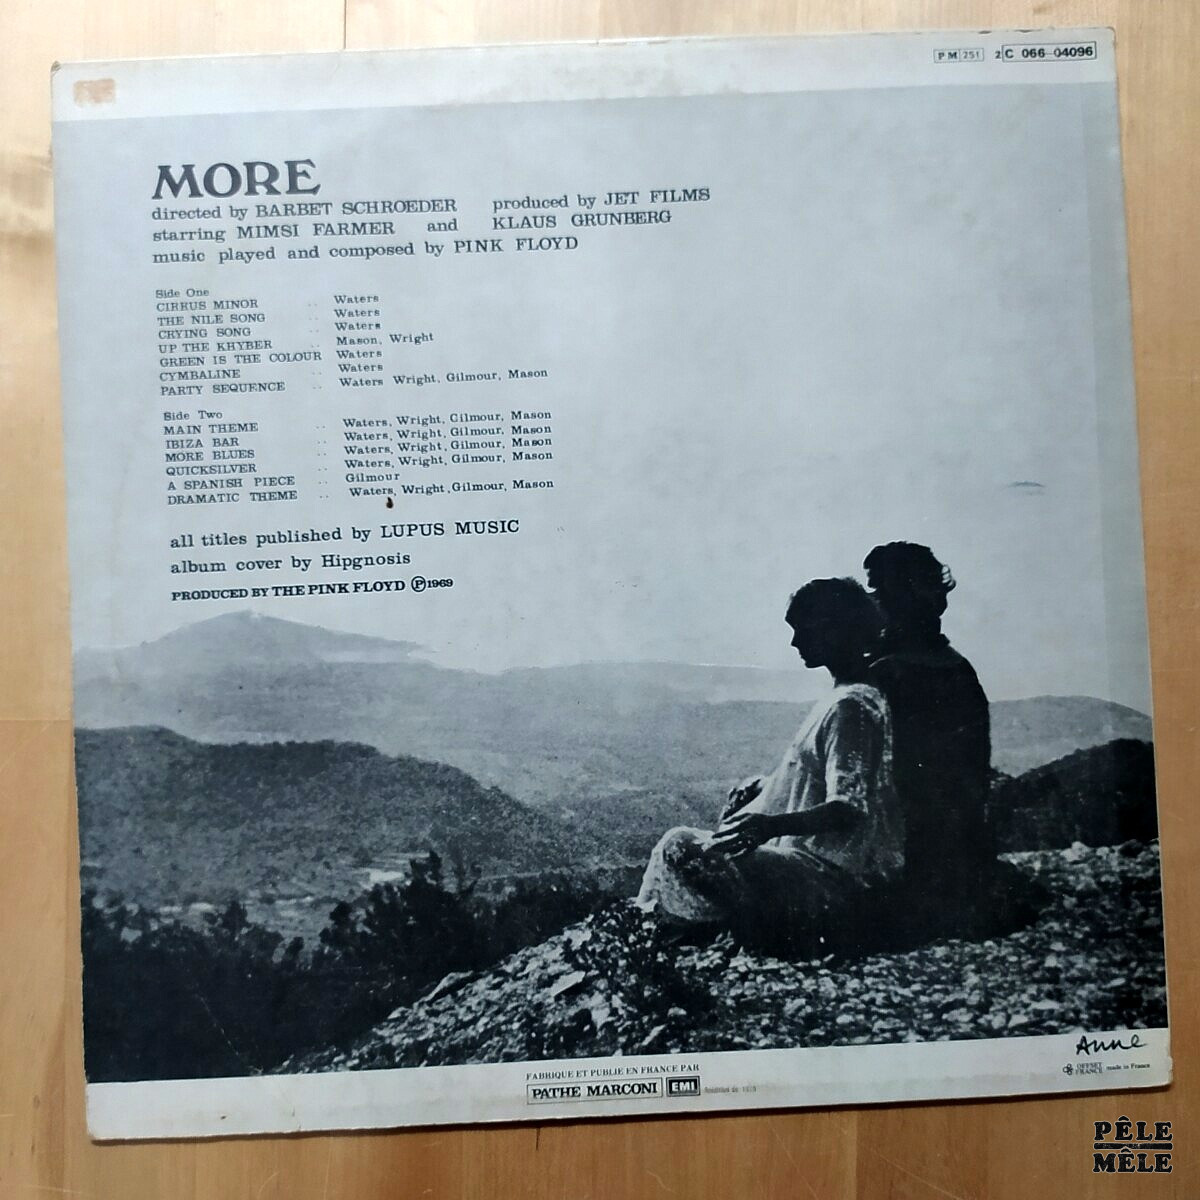 PM 251 2C 066-04096
MORE
directed by BARBET SCHROEDER produced by JET FILMS
starring MIMSI FARMER and KLAUS GRUNBERG
music played and composed by PINK FLOYD
Side One
CIRRUS MINOR .. Waters
THE NILE SONG .. Waters
CRYING SONG .. Waters
UP THE KHYBER .. Mason, Wright
GREEN IS THE COLOUR Waters
CYMBALINE .. Waters
PARTY SEQUENCE .. Waters Wright, Gilmour, Mason
Side Two
MAIN THEME .. Waters, Wright, Gilmour, Mason
IBIZA BAR .. Waters, Wright, Gilmour, Mason
MORE BLUES .. Waters, Wright, Gilmour, Mason
QUICKSILVER .. Waters, Wright, Gilmour, Mason
A SPANISH PIECE .. Gilmour
DRAMATIC THEME .. Waters, Wright, Gilmour, Mason
all titles published by LUPUS MUSIC
album cover by Hipgnosis
PRODUCED BY THE PINK FLOYD Ⓟ1969
Anne
OFFSET
FRANCE made in France
FABRIQUE ET PUBLIÉ EN FRANCE PAR
PATHE MARCONI EMI
PÊLE
MÊLE